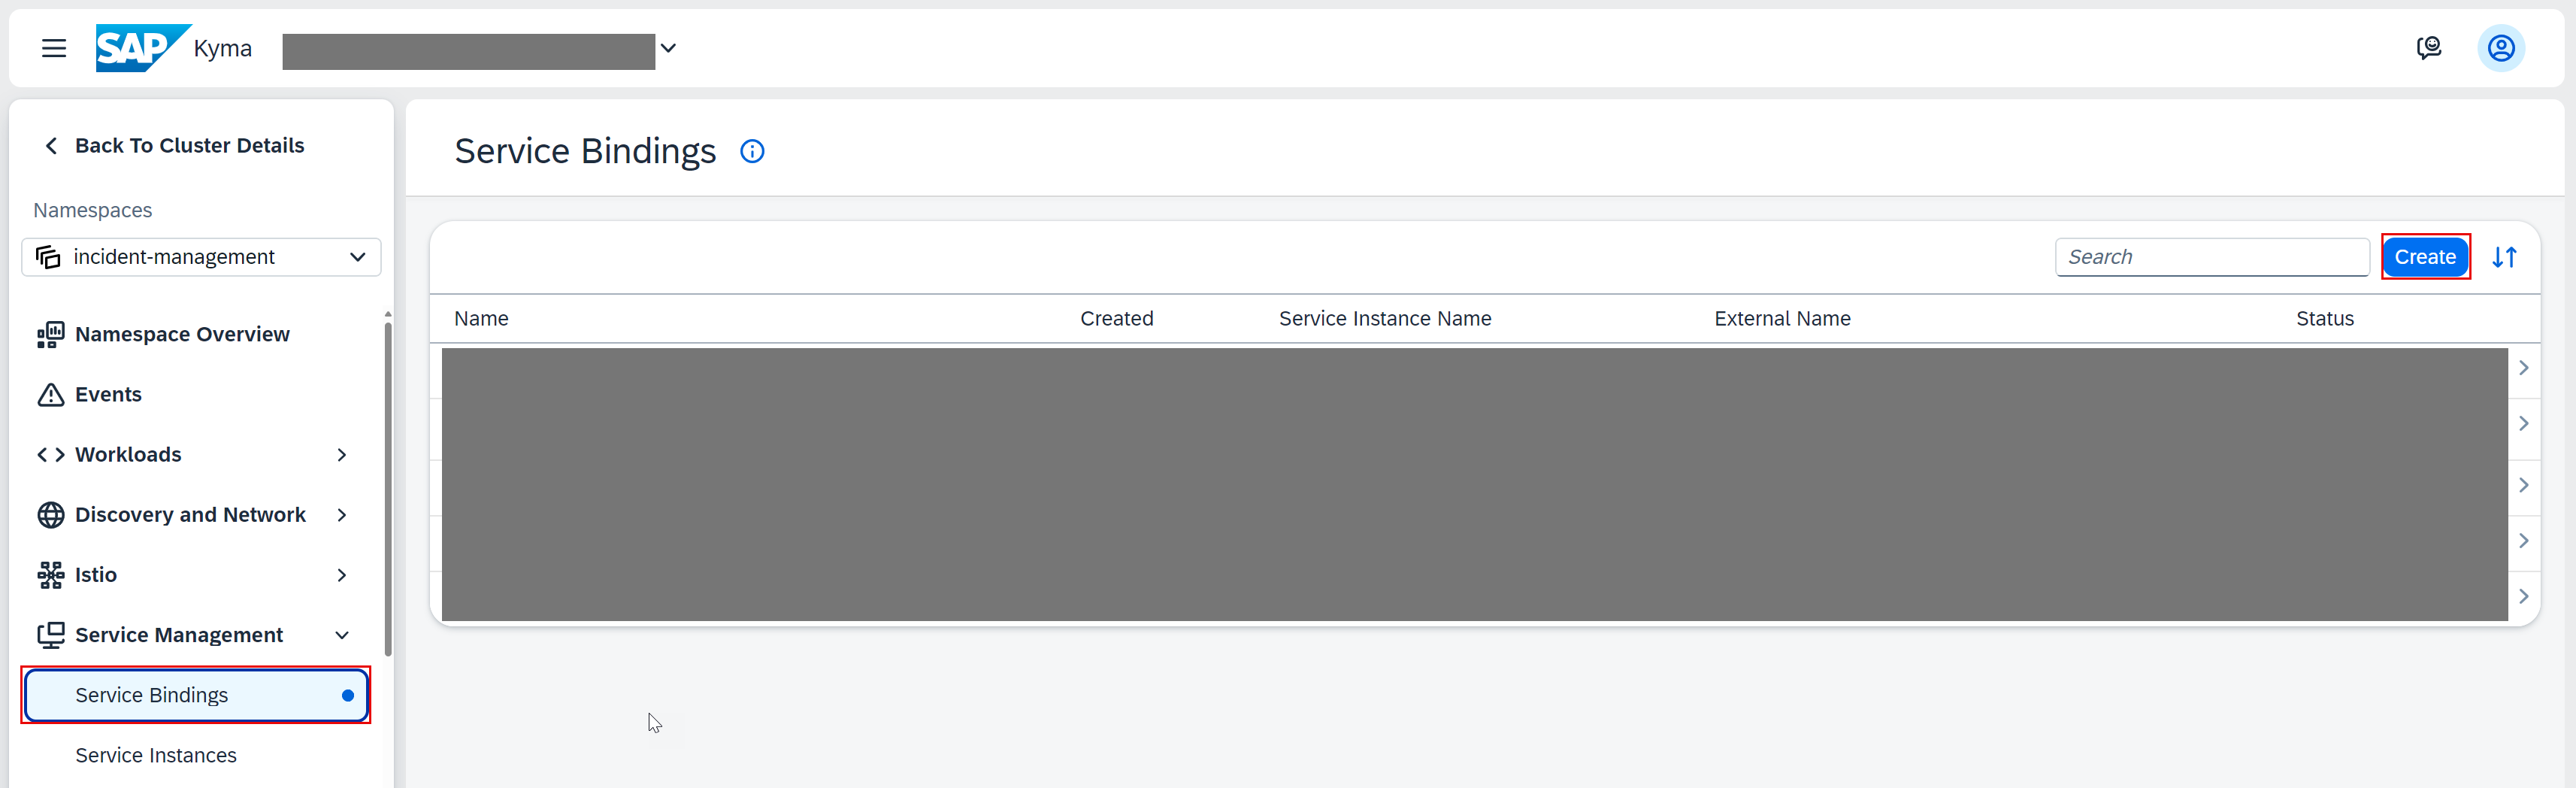 SAP Kyma
Back To Cluster Details
Namespaces
incident-management
Namespace Overview
Events
Workloads
Discovery and Network
Istio
Service Management
Service Bindings
Service Instances
Service Bindings
Search Create
Name Created Service Instance Name External Name Status